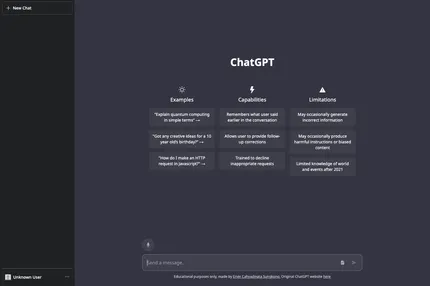 + New Chat
ChatGPT
Examples
"Explain quantum computing
in simple terms" →
"Got any creative ideas for a 10
year old's birthday?" →
"How do I make an HTTP
request in Javascript?" →
Capabilities
Remembers what user said
earlier in the conversation
Allows user to provide follow-
up corrections
Trained to decline
inappropriate requests
Limitations
May occasionally generate
incorrect information
May occasionally produce
harmful instructions or biased
content
Limited knowledge of world
and events after 2021
Send a message.
Unknown User
Educational purposes only, made by
Original ChatGPT website here.